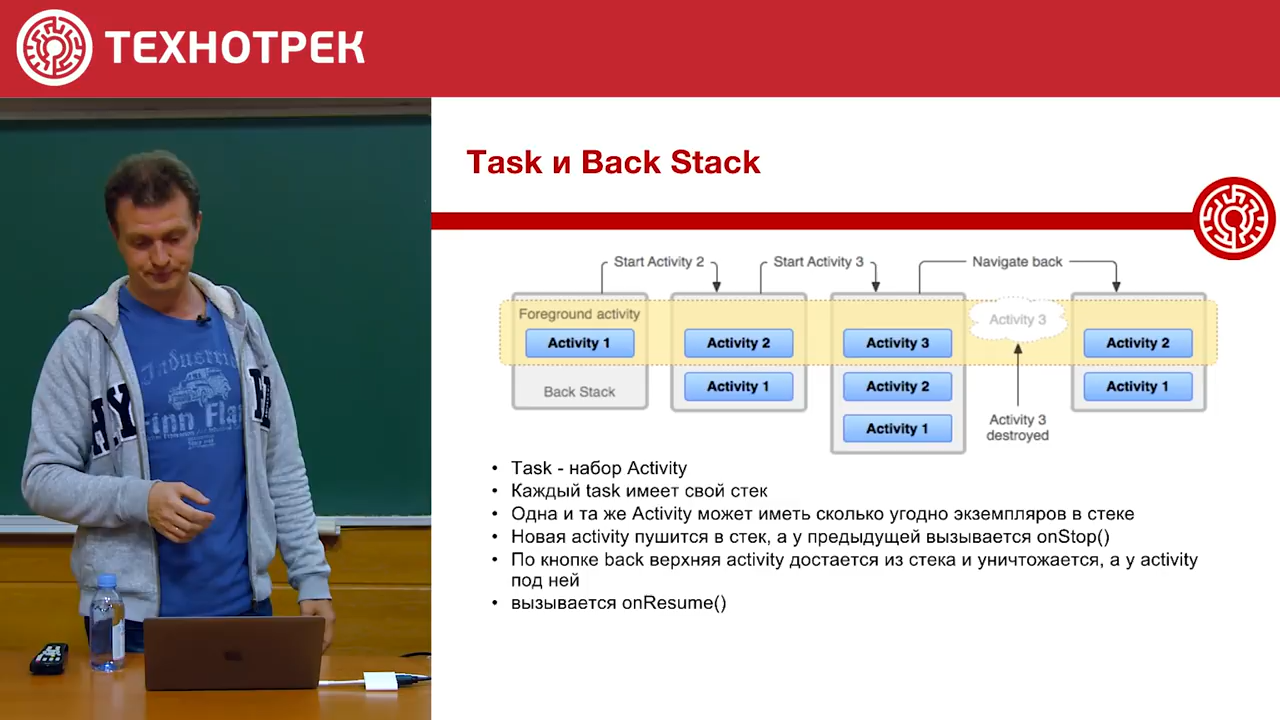 ТЕХНОТРЕК
Task и Back Stack
Start Activity 2
Start Activity 3
Navigate back
Foreground activity
Activity 1
Back Stack
Activity 2
Activity 1
Activity 3
Activity 2
Activity 1
Activity 3
Activity 3
destroyed
Activity 2
Activity 1
• Task - набор Activity
• Каждый task имеет свой стек
• Одна и та же Activity может иметь сколько угодно экземпляров в стеке
• Новая activity пушится в стек, а у предыдущей вызывается onStop()
• По кнопке back верхняя activity достается из стека и уничтожается, а у activity
под ней
• вызывается onResume()
Finn Fla